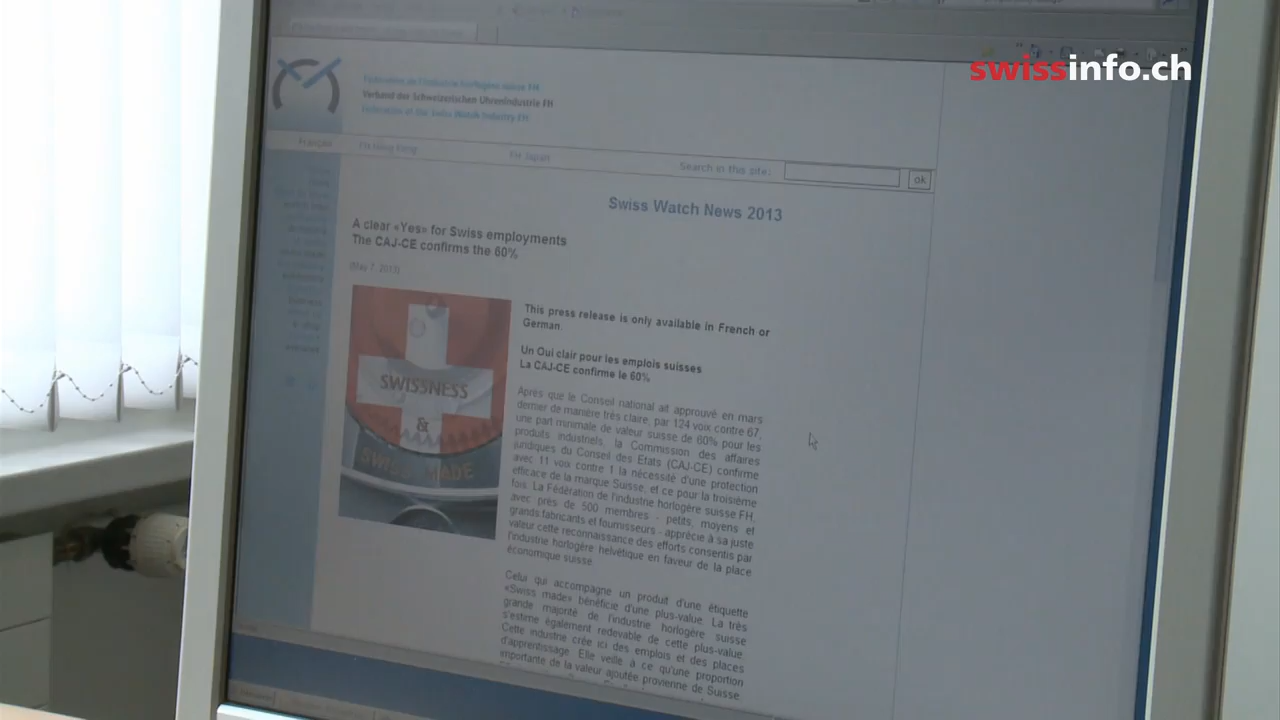 swissinfo.ch
Fédération de l'industrie horlogère suisse FH
Verband der Schweizerischen Uhrenindustrie FH
Federation of the Swiss Watch Industry FH
Français FH Hong Kong FH Japan Search in this site: ok
Swiss Watch News 2013
A clear «Yes» for Swiss employments
The CAJ-CE confirms the 60%
(May 7, 2013)
SWISSNESS
&
SWISS MADE
This press release is only available in French or
German
Un Oui clair pour les emplois suisses
La CAJ-CE confirme le 60%
Après que le Conseil national ait approuvé en mars
dernier de manière très claire, par 124 voix contre 67,
une part minimale de valeur suisse de 60% pour les
produits industriels, la Commission des affaires
juridiques du Conseil des Etats (CAJ-CE) confirme
avec 11 voix contre 1 la nécessité d'une protection
efficace de la marque Suisse, et ce pour la troisième
fois. La Fédération de l'industrie horlogère suisse FH,
avec près de 500 membres - petits, moyens et
grands fabricants et fournisseurs - apprécie à sa juste
valeur cette reconnaissance des efforts consentis par
l'industrie horlogère helvétique en faveur de la place
économique suisse.
Celui qui accompagne un produit d'une étiquette
«Swiss made» bénéficie d'une plus-value. La très
grande majorité de l'industrie horlogère suisse
s'estime également redevable de cette plus-value.
Cette industrie crée ici des emplois et des places
d'apprentissage. Elle veille à ce qu'une proportion
importante de la valeur ajoutée provienne de Suisse